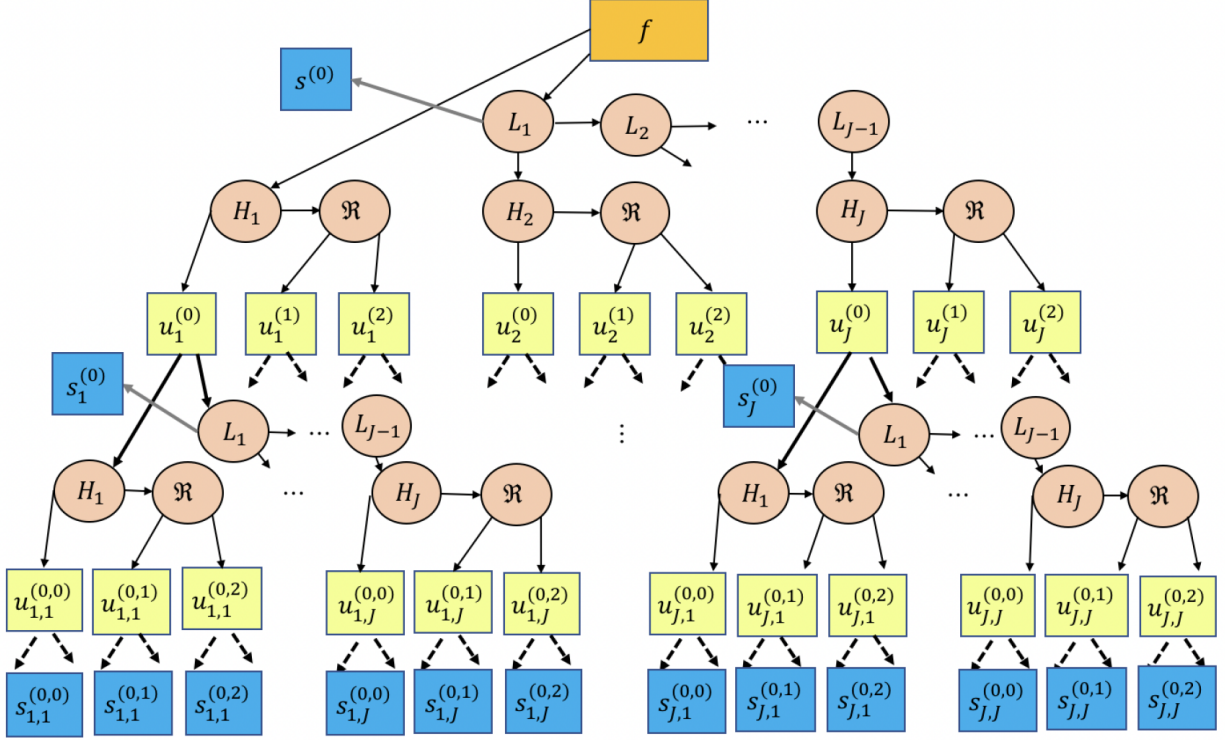 f
s^(0)
L_1 L_2 ... L_{J-1}
H_1 ℜ H_2 ℜ H_J ℜ
u_1^(0) u_1^(1) u_1^(2) u_2^(0) u_2^(1) u_2^(2) u_J^(0) u_J^(1) u_J^(2)
s_1^(0) L_1 ... L_{J-1} ⋮ s_J^(0) L_1 ... L_{J-1}
H_1 ℜ ... H_J ℜ H_1 ℜ ... H_J ℜ
u_{1,1}^(0,0) u_{1,1}^(0,1) u_{1,1}^(0,2) u_{1,J}^(0,0) u_{1,J}^(0,1) u_{1,J}^(0,2) u_{J,1}^(0,0) u_{J,1}^(0,1) u_{J,1}^(0,2) u_{J,J}^(0,0) u_{J,J}^(0,1) u_{J,J}^(0,2)
s_{1,1}^(0,0) s_{1,1}^(0,1) s_{1,1}^(0,2) s_{1,J}^(0,0) s_{1,J}^(0,1) s_{1,J}^(0,2) s_{J,1}^(0,0) s_{J,1}^(0,1) s_{J,1}^(0,2) s_{J,J}^(0,0) s_{J,J}^(0,1) s_{J,J}^(0,2)